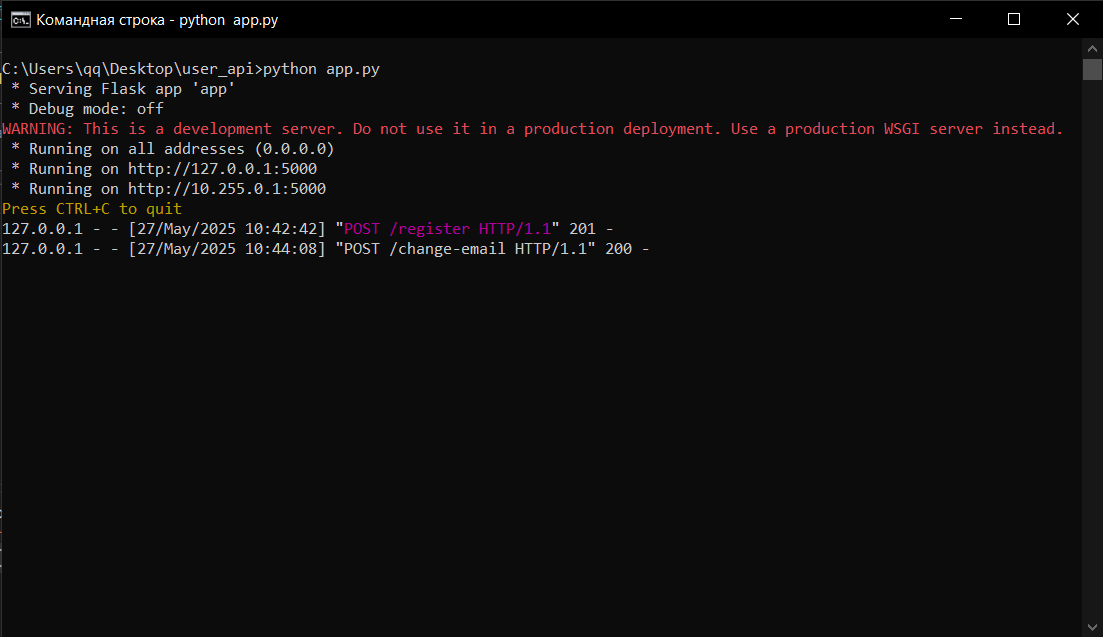 Командная строка - python  app.py
C:\Users\qq\Desktop\user_api>python app.py
 * Serving Flask app 'app'
 * Debug mode: off
WARNING: This is a development server. Do not use it in a production deployment. Use a production WSGI server instead.
 * Running on all addresses (0.0.0.0)
 * Running on http://127.0.0.1:5000
 * Running on http://10.255.0.1:5000
Press CTRL+C to quit
127.0.0.1 - - [27/May/2025 10:42:42] "POST /register HTTP/1.1" 201 -
127.0.0.1 - - [27/May/2025 10:44:08] "POST /change-email HTTP/1.1" 200 -